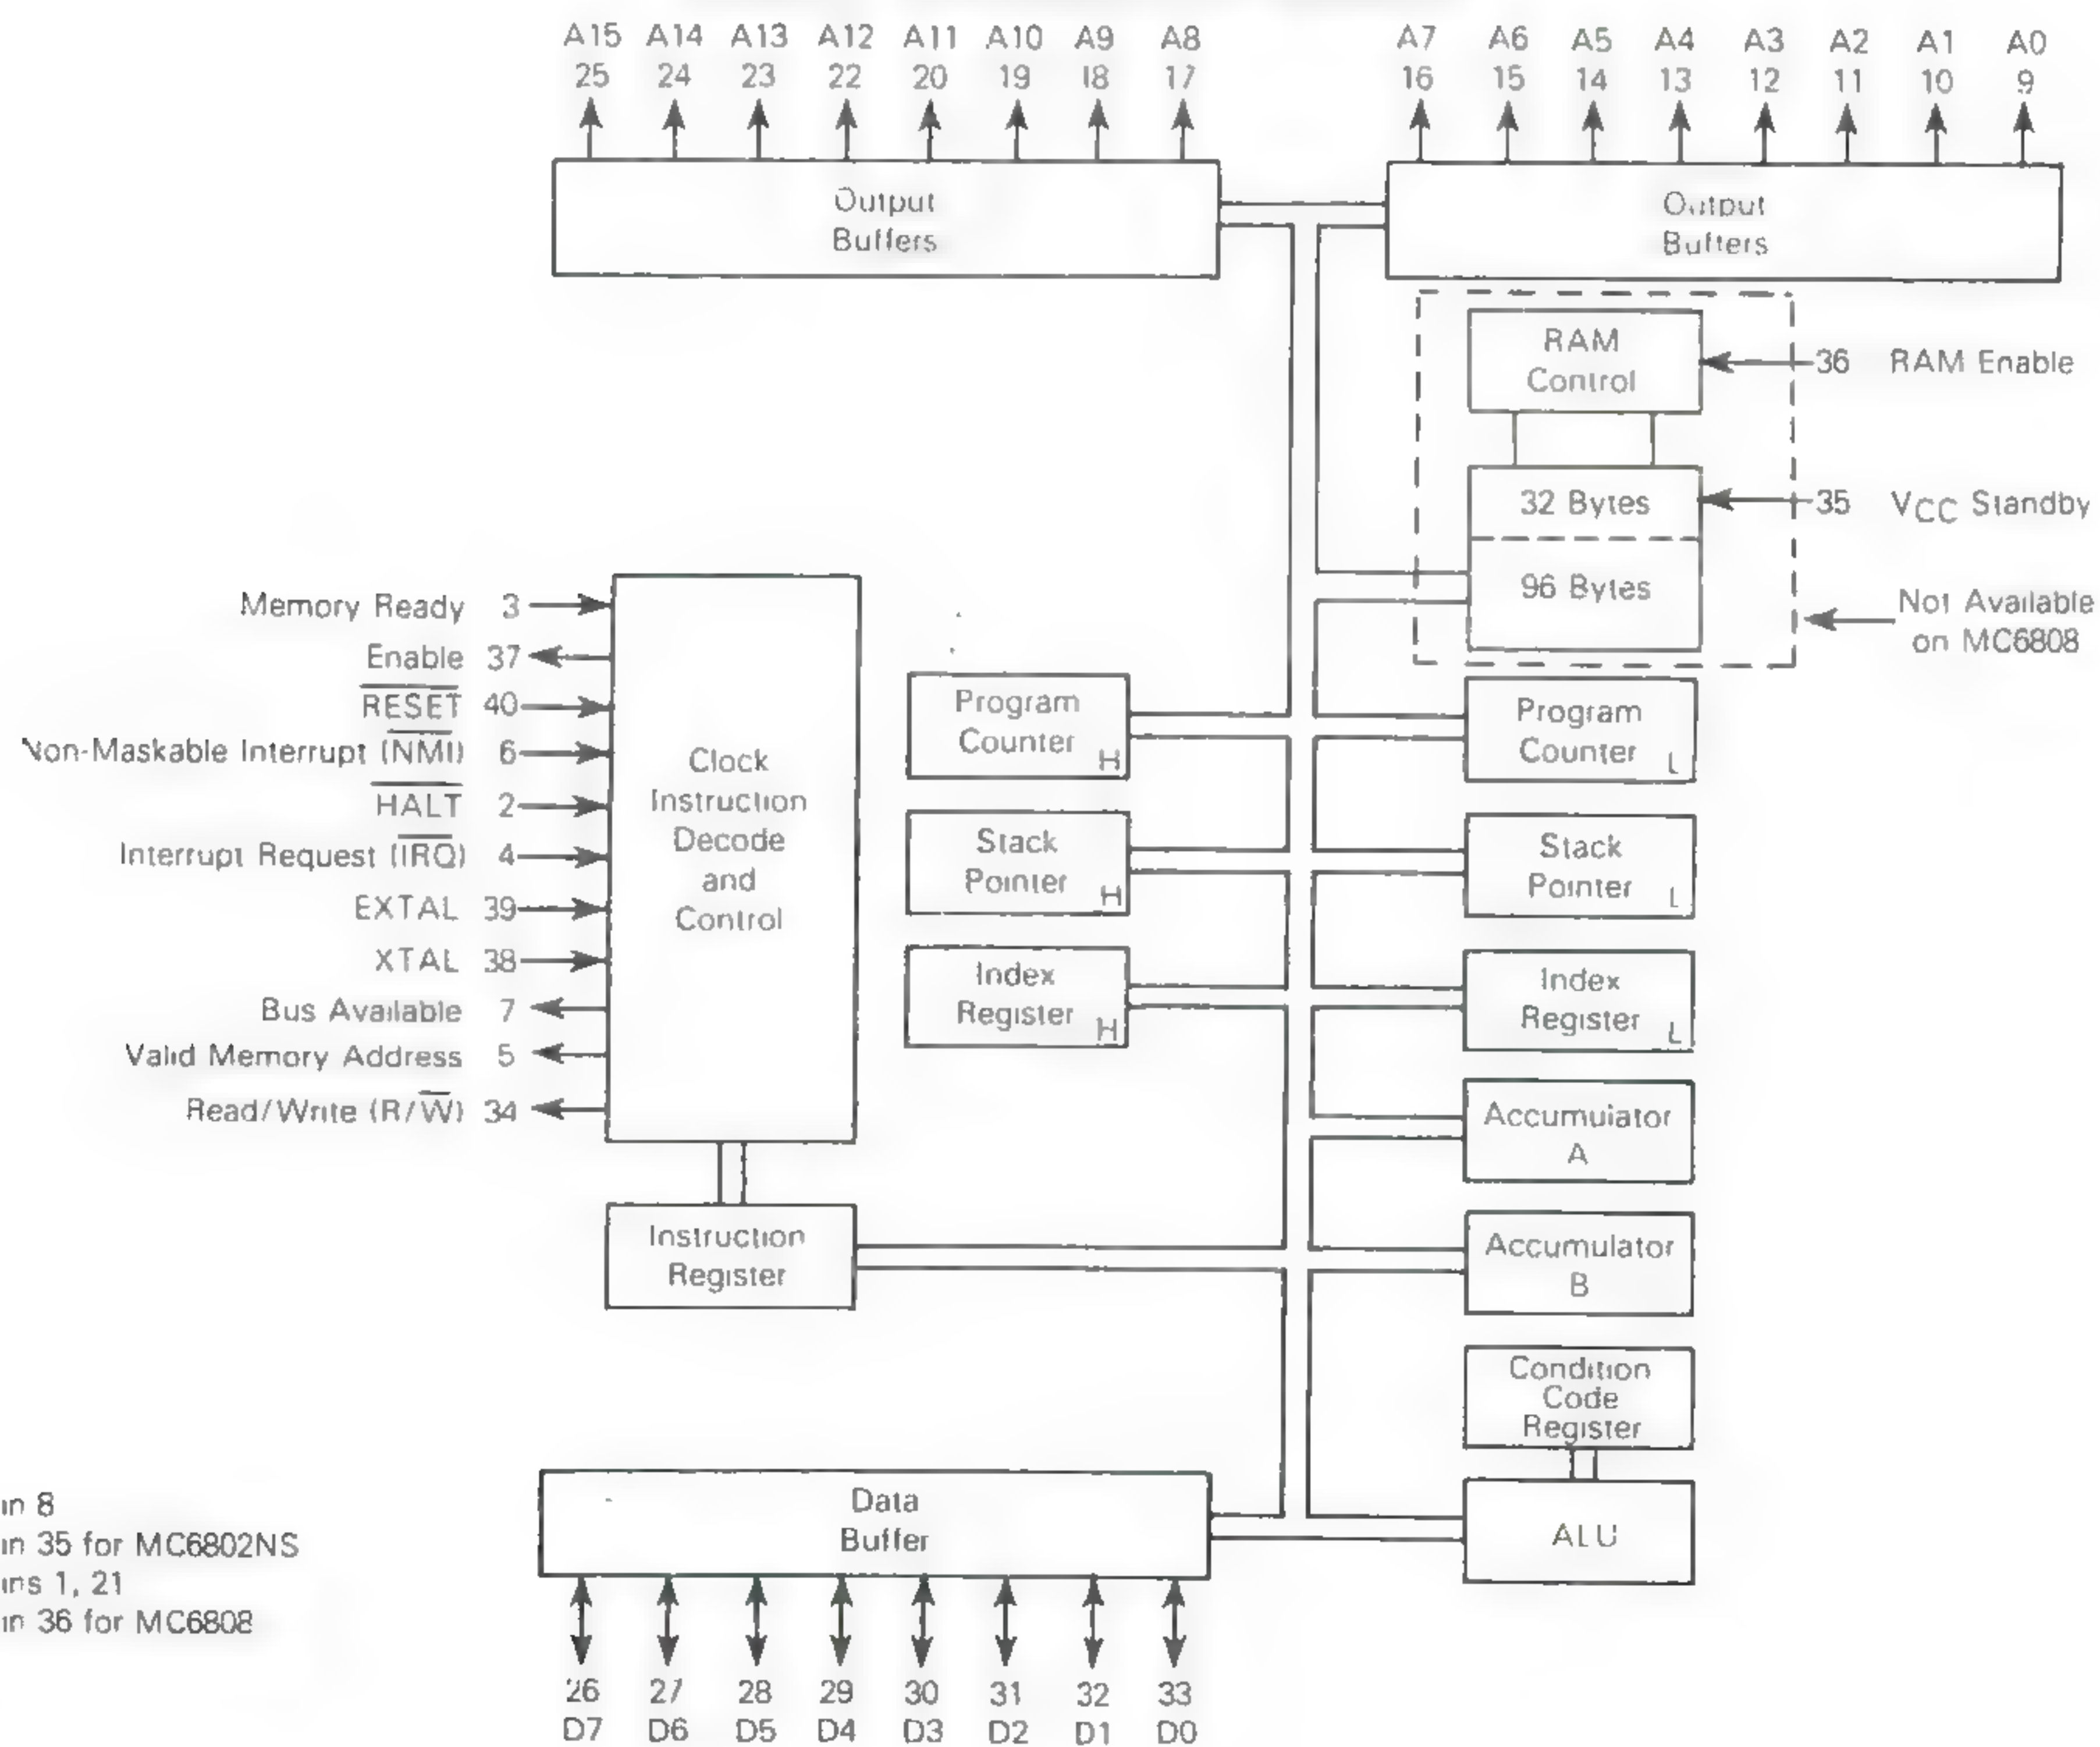 A15 A14 A13 A12 A11 A10 A9 A8 A7 A6 A5 A4 A3 A2 A1 A0
25 24 23 22 20 19 18 17 16 15 14 13 12 11 10 9
Output
Buffers
Output
Buffers
RAM
Control
36 RAM Enable
32 Bytes
35 VCC Standby
96 Bytes
Not Available
on MC6808
Memory Ready 3
Enable 37
RESET 40
Non-Maskable Interrupt (NMI) 6
HALT 2
Interrupt Request (IRQ) 4
EXTAL 39
XTAL 38
Bus Available 7
Valid Memory Address 5
Read/Write (R/W) 34
Clock
Instruction
Decode
and
Control
Program
Counter H
Program
Counter L
Stack
Pointer H
Stack
Pointer L
Index
Register H
Index
Register L
Accumulator
A
Instruction
Register
Accumulator
B
Condition
Code
Register
Data
Buffer
ALU
in 8
in 35 for MC6802NS
ins 1, 21
in 36 for MC6808
26 27 28 29 30 31 32 33
D7 D6 D5 D4 D3 D2 D1 D0